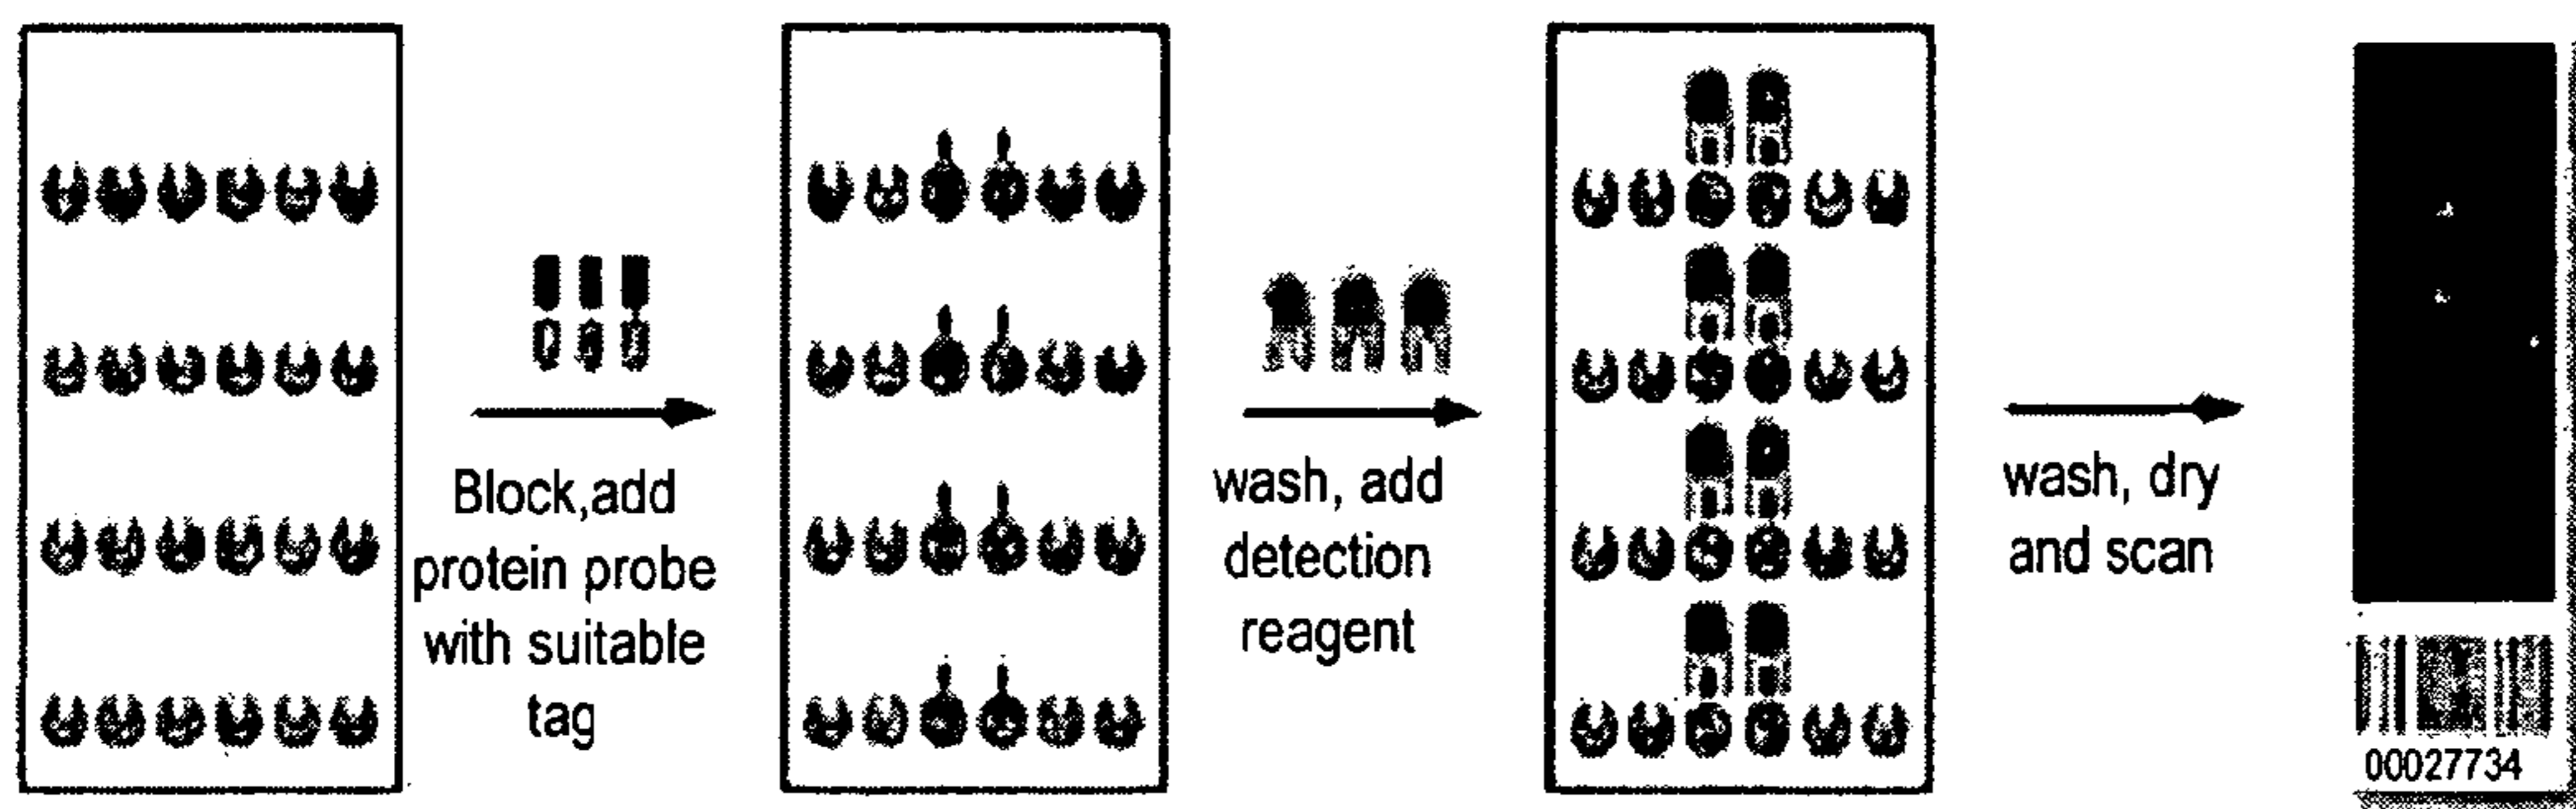 Block,add
protein probe
with suitable
tag
wash, add
detection
reagent
wash, dry
and scan
00027734